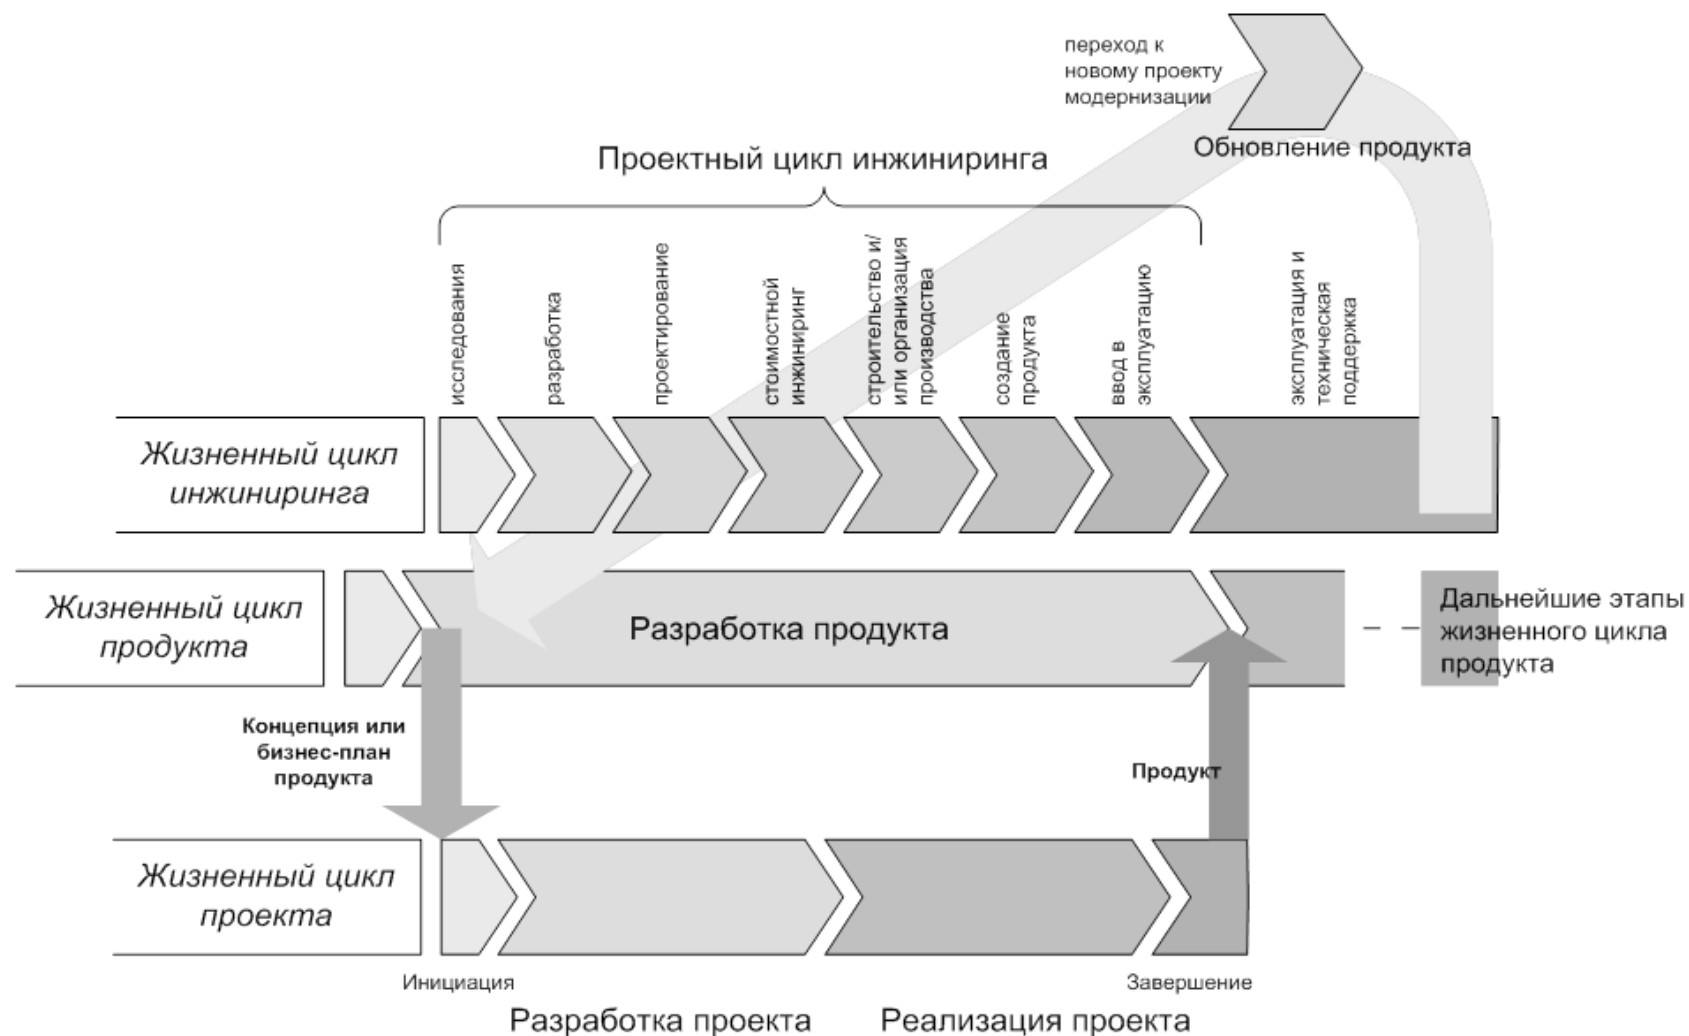 переход к
новому проекту
модернизации
Обновление продукта
Проектный цикл инжиниринга
исследования
разработка
проектирование
стоимостной
инжиниринг
строительство и/
или организация
производства
создание
продукта
ввод в
эксплуатацию
эксплуатация и
техническая
поддержка
Жизненный цикл
инжиниринга
Жизненный цикл
продукта
Разработка продукта
Дальнейшие этапы
жизненного цикла
продукта
Концепция или
бизнес-план
продукта
Продукт
Жизненный цикл
проекта
Инициация
Завершение
Разработка проекта
Реализация проекта